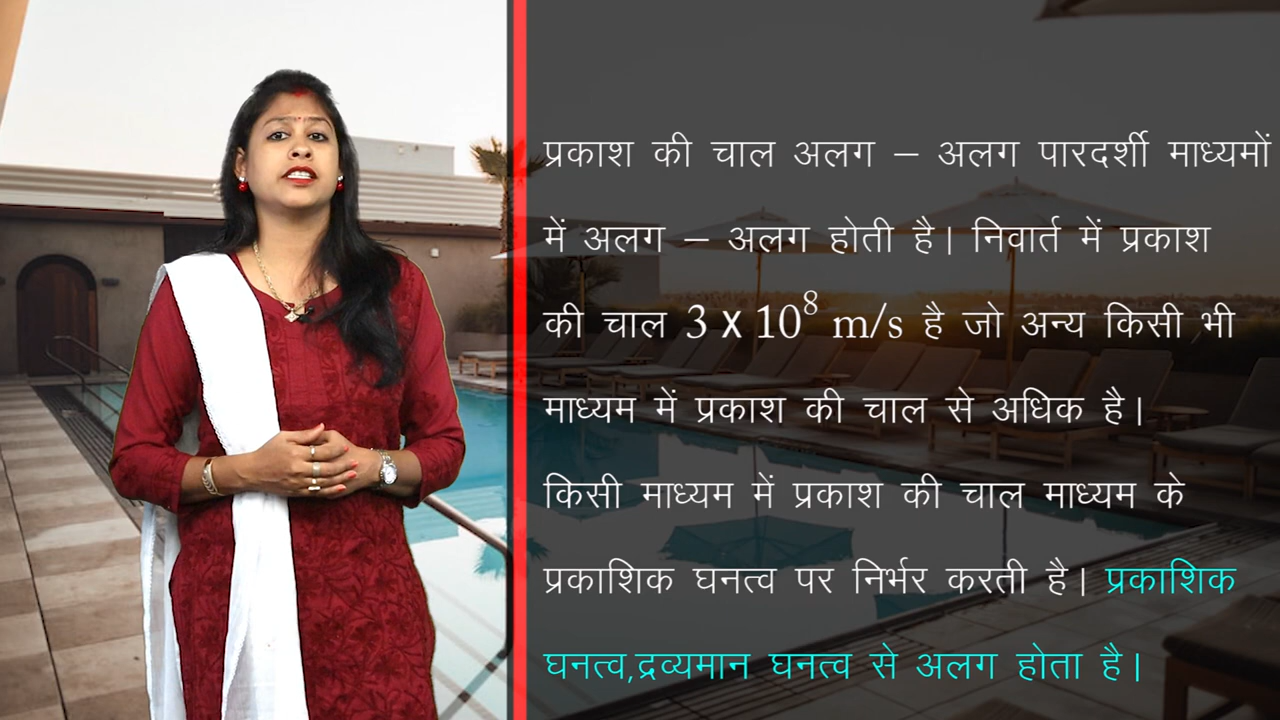 प्रकाश की चाल अलग – अलग पारदर्शी माध्यमों
में अलग – अलग होती है। निवार्त में प्रकाश
की चाल 3 x 10⁸ m/s है जो अन्य किसी भी
माध्यम में प्रकाश की चाल से अधिक है।
किसी माध्यम में प्रकाश की चाल माध्यम के
प्रकाशिक घनत्व पर निर्भर करती है। प्रकाशिक
घनत्व,द्रव्यमान घनत्व से अलग होता है।